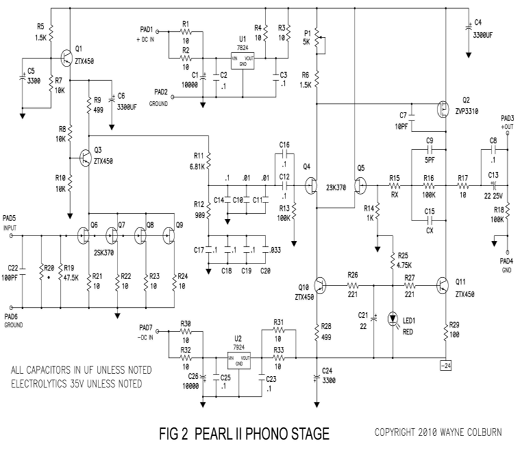 R5
1.5K
Q1
ZTX450
C5
3300
R7
10K
R9
499
C6
3300UF
R8
10K
Q3
ZTX450
R10
10K
PAD1
+ DC IN
R1
10
R2
10
PAD2
GROUND
C1
10000
C2
.1
U1
7824
VIN VOUT
GND
R4
10
R3
10
C3
.1
P1
5K
R6
1.5K
C4
3300UF
Q2
ZVP3310
C7
10PF
PAD3
+OUT
C9
5PF
C8
.1
C13
22 25V
R15
RX
R16
100K
R17
10
C15
CX
R18
100K
PAD4
GND
R14
1K
R11
6.81K
R12
909
C16
.1
C12
.1
R13
100K
Q4
2SK370
Q5
.1
.01
.01
C14
C10
C11
C17
.1
.1
.1
.033
C18
C19
C20
PAD5
INPUT
C22
100PF
R20
*
R19
47.5K
PAD6
GROUND
Q6
Q7
Q8
Q9
2SK370
R21
10
R22
10
R23
10
R24
10
R25
4.75K
Q10
ZTX450
R26
221
R27
221
Q11
ZTX450
C21
22
LED1
RED
R28
499
R29
100
-24
C24
3300
PAD7
-DC IN
R30
10
R32
10
C26
10000
C25
.1
U2
7924
VIN VOUT
GND
R31
10
R33
10
C23
.1
ALL CAPACITORS IN UF UNLESS NOTED
ELECTROLYTICS 35V UNLESS NOTED
FIG 2 PEARL II PHONO STAGE
COPYRIGHT 2010 WAYNE COLBURN